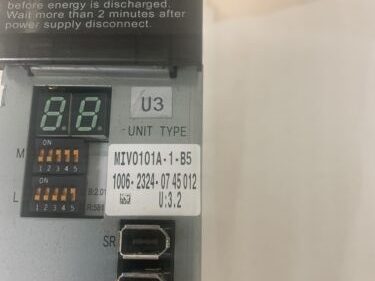 before energy is discharged.
Wait more than 2 minutes after
power supply disconnect.
U3
88
UNIT TYPE
ON
M
1 2 3 4 5
ON
L
1 2 3 4 5
MIV0101A-1-B5
1006-2324-07 45 012
U:3.2
SR